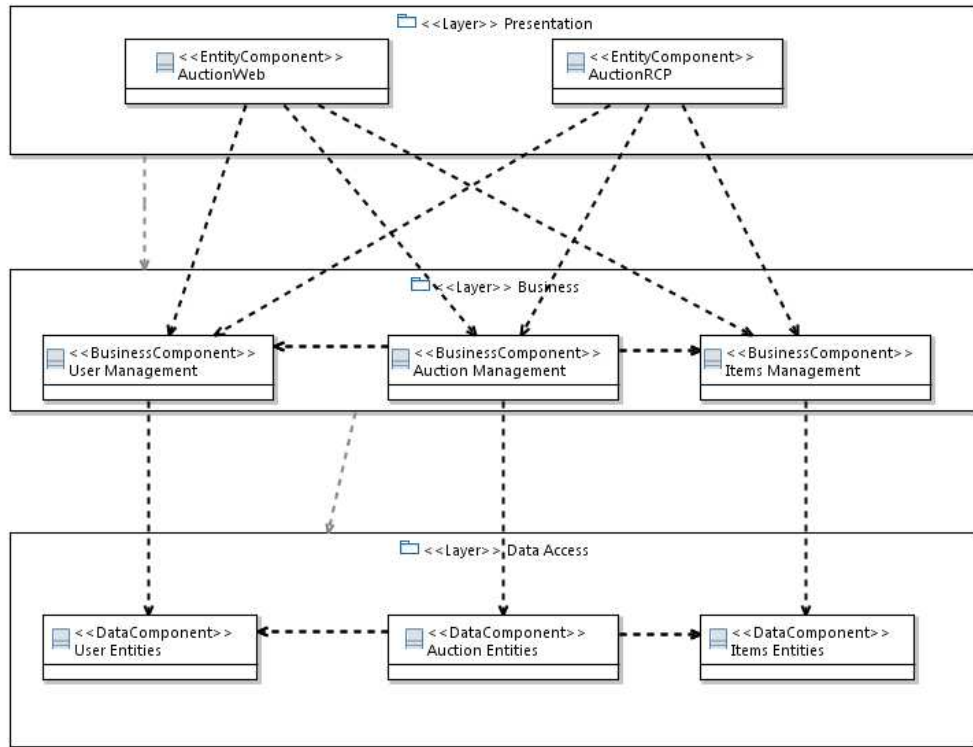 <<Layer>> Presentation
<<EntityComponent>>
AuctionWeb
<<EntityComponent>>
AuctionRCP
<<Layer>> Business
<<BusinessComponent>>
User Management
<<BusinessComponent>>
Auction Management
<<BusinessComponent>>
Items Management
<<Layer>> Data Access
<<DataComponent>>
User Entities
<<DataComponent>>
Auction Entities
<<DataComponent>>
Items Entities